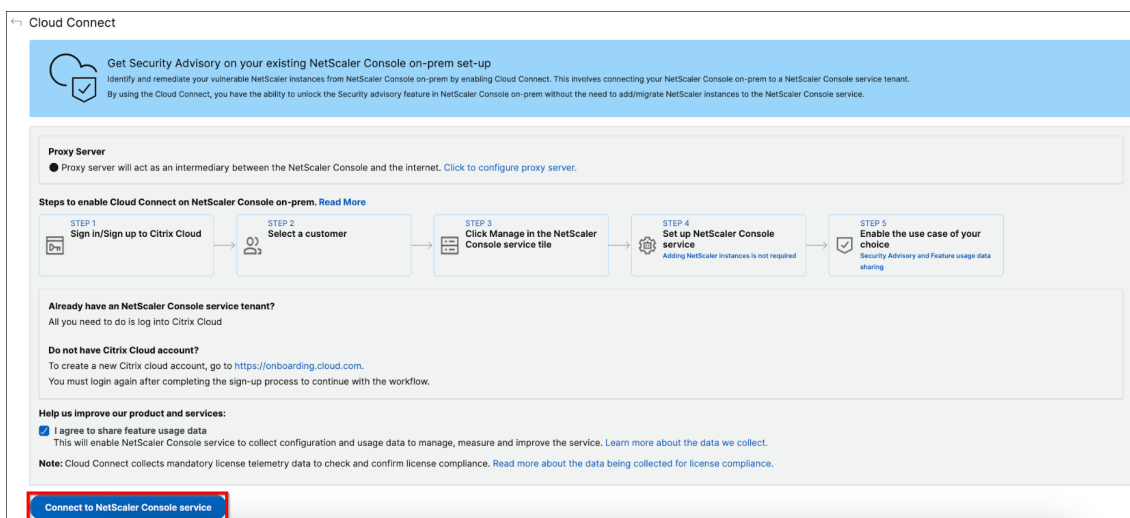 Cloud Connect
Get Security Advisory on your existing NetScaler Console on-prem set-up
Identify and remediate your vulnerable NetScaler instances from NetScaler Console on-prem by enabling Cloud Connect. This involves connecting your NetScaler Console on-prem to a NetScaler Console service tenant.
By using the Cloud Connect, you have the ability to unlock the Security advisory feature in NetScaler Console on-prem without the need to add/migrate NetScaler instances to the NetScaler Console service.
Proxy Server
Proxy server will act as an intermediary between the NetScaler Console and the internet. Click to configure proxy server.
Steps to enable Cloud Connect on NetScaler Console on-prem. Read More
STEP 1
Sign in/Sign up to Citrix Cloud
STEP 2
Select a customer
STEP 3
Click Manage in the NetScaler
Console service tile
STEP 4
Set up NetScaler Console
service
Adding NetScaler instances is not required
STEP 5
Enable the use case of your
choice
Security Advisory and Feature usage data
sharing
Already have an NetScaler Console service tenant?
All you need to do is log into Citrix Cloud
Do not have Citrix Cloud account?
To create a new Citrix cloud account, go to https://onboarding.cloud.com.
You must login again after completing the sign-up process to continue with the workflow.
Help us improve our product and services:
I agree to share feature usage data
This will enable NetScaler Console service to collect configuration and usage data to manage, measure and improve the service. Learn more about the data we collect.
Note: Cloud Connect collects mandatory license telemetry data to check and confirm license compliance. Read more about the data being collected for license compliance.
Connect to NetScaler Console service